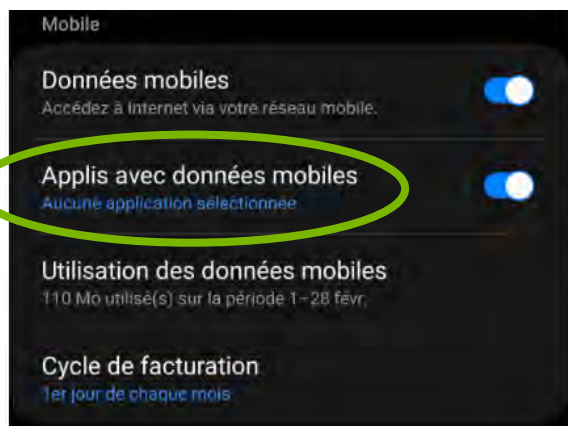 Mobile
Données mobiles
Accédez à Internet via votre réseau mobile.
Applis avec données mobiles
Aucune application sélectionnée
Utilisation des données mobiles
110 Mo utilisé(s) sur la période 1–28 févr.
Cycle de facturation
1er jour de chaque mois